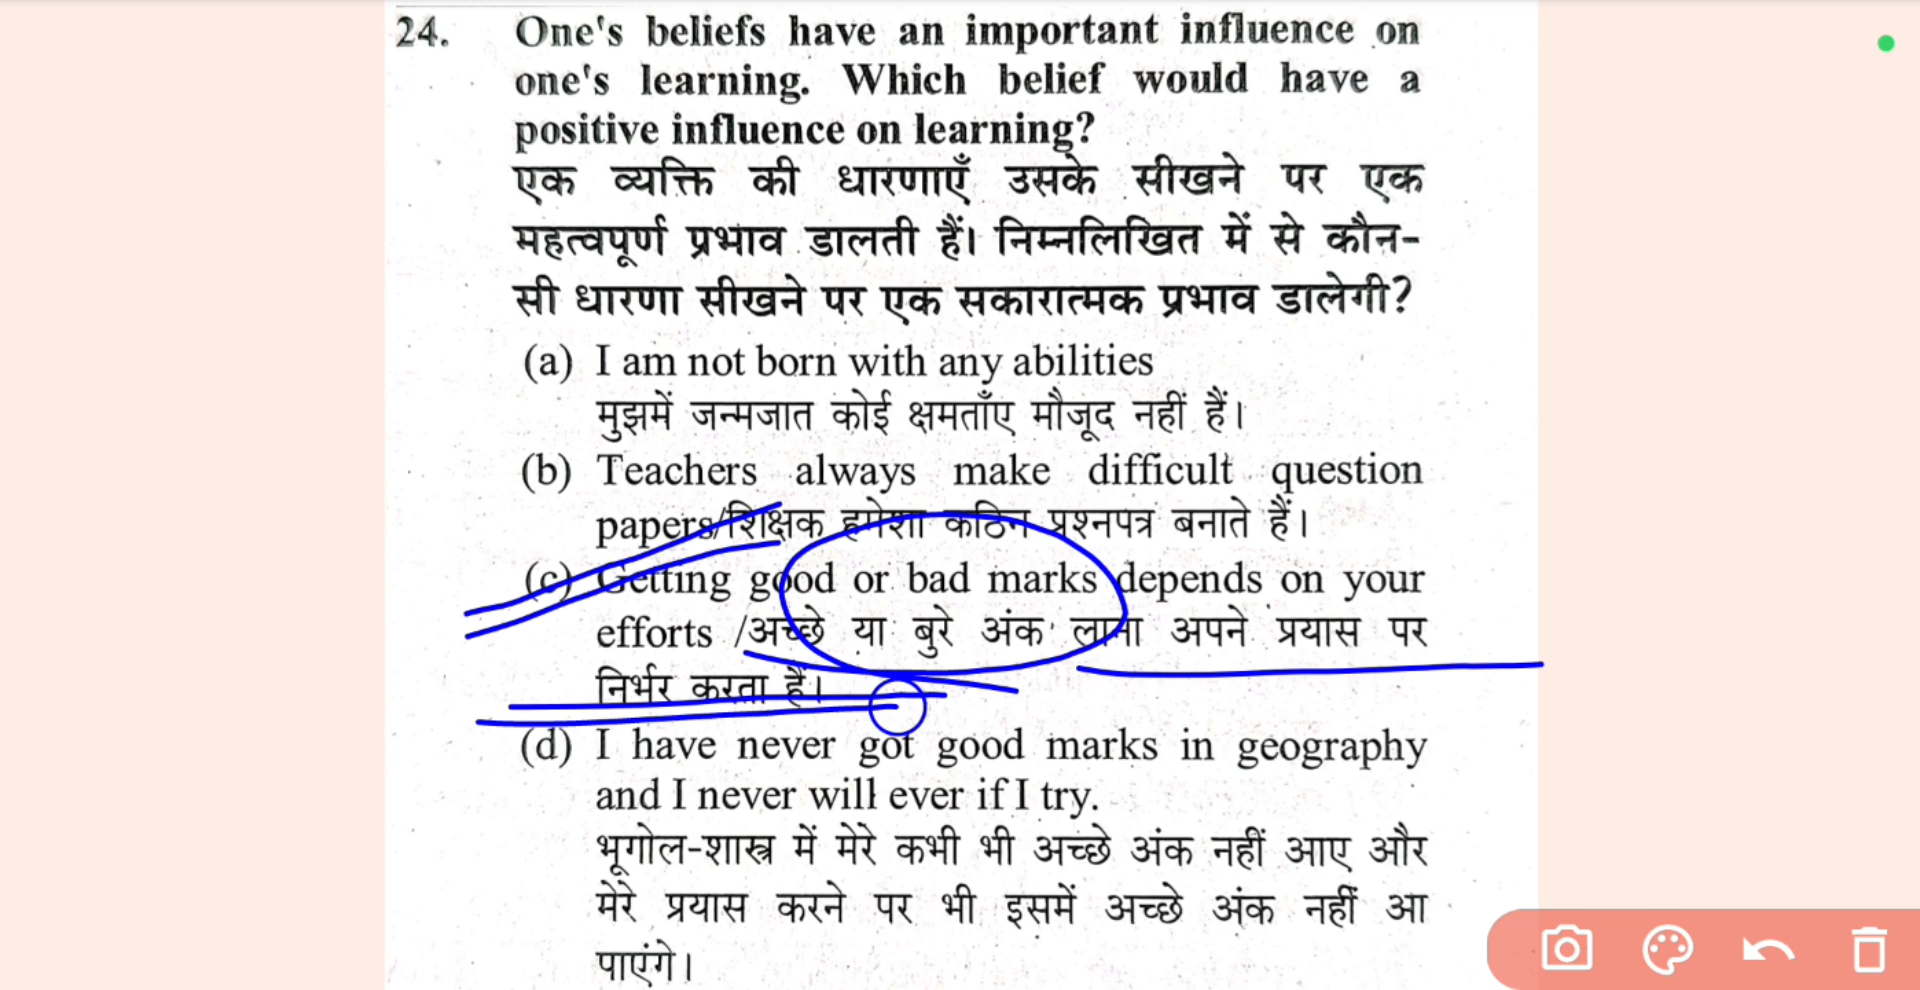 24. One's beliefs have an important influence on
one's learning. Which belief would have a
positive influence on learning?
एक व्यक्ति की धारणाएँ उसके सीखने पर एक
महत्वपूर्ण प्रभाव डालती हैं। निम्नलिखित में से कौन-
सी धारणा सीखने पर एक सकारात्मक प्रभाव डालेगी?
(a) I am not born with any abilities
मुझमें जन्मजात कोई क्षमताँए मौजूद नहीं हैं।
(b) Teachers always make difficult question
papers/शिक्षक हमेशा कठिन प्रश्नपत्र बनाते हैं।
(c) Getting good or bad marks depends on your
efforts /अच्छे या बुरे अंक लाना अपने प्रयास पर
निर्भर करता है।
(d) I have never got good marks in geography
and I never will ever if I try.
भूगोल-शास्त्र में मेरे कभी भी अच्छे अंक नहीं आए और
मेरे प्रयास करने पर भी इसमें अच्छे अंक नहीं आ
पाएंगे।